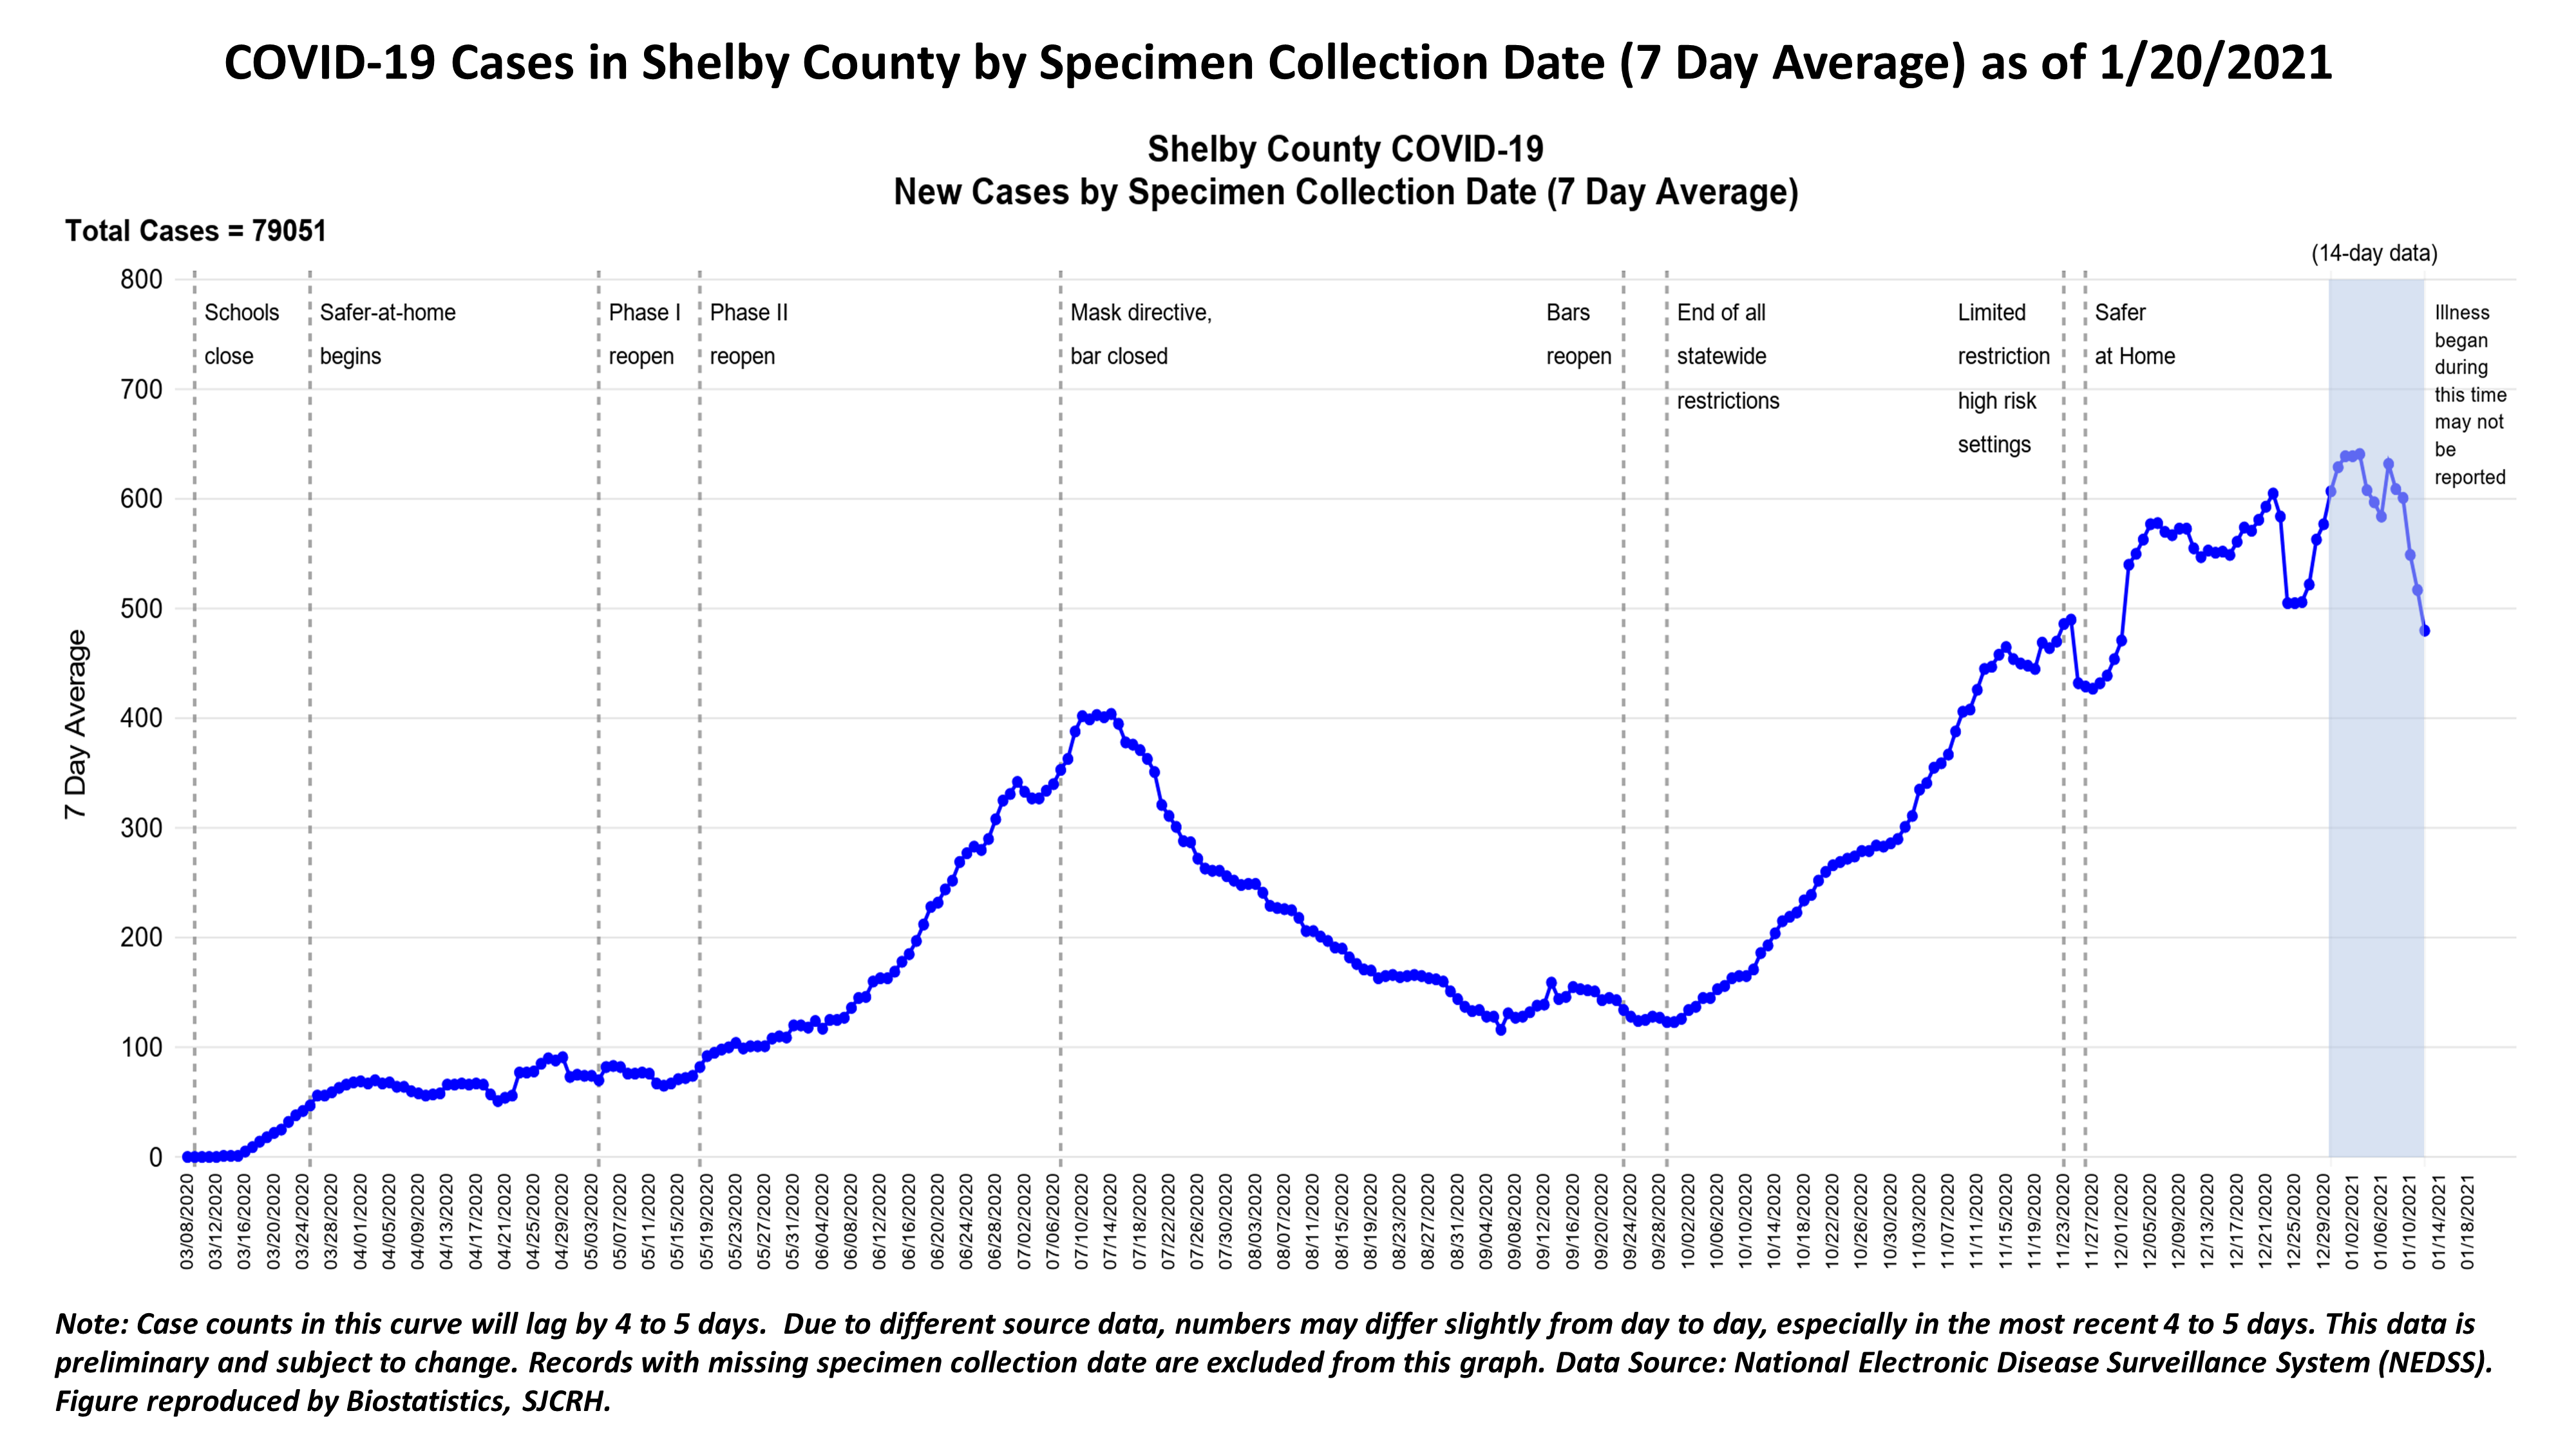 COVID-19 Cases in Shelby County by Specimen Collection Date (7 Day Average) as of 1/20/2021
Shelby County COVID-19
New Cases by Specimen Collection Date (7 Day Average)
Total Cases = 79051
(14-day data)
800
700
600
500
400
300
200
100
0
7 Day Average
Schools
close
Safer-at-home
begins
Phase I
reopen
Phase II
reopen
Mask directive,
bar closed
Bars
reopen
End of all
statewide
restrictions
Limited
restriction
high risk
settings
Safer
at Home
Illness
began
during
this time
may not
be
reported
03/08/2020
03/12/2020
03/16/2020
03/20/2020
03/24/2020
03/28/2020
04/01/2020
04/05/2020
04/09/2020
04/13/2020
04/17/2020
04/21/2020
04/25/2020
04/29/2020
05/03/2020
05/07/2020
05/11/2020
05/15/2020
05/19/2020
05/23/2020
05/27/2020
05/31/2020
06/04/2020
06/08/2020
06/12/2020
06/16/2020
06/20/2020
06/24/2020
06/28/2020
07/02/2020
07/06/2020
07/10/2020
07/14/2020
07/18/2020
07/22/2020
07/26/2020
07/30/2020
08/03/2020
08/07/2020
08/11/2020
08/15/2020
08/19/2020
08/23/2020
08/27/2020
08/31/2020
09/04/2020
09/08/2020
09/12/2020
09/16/2020
09/20/2020
09/24/2020
09/28/2020
10/02/2020
10/06/2020
10/10/2020
10/14/2020
10/18/2020
10/22/2020
10/26/2020
10/30/2020
11/03/2020
11/07/2020
11/11/2020
11/15/2020
11/19/2020
11/23/2020
11/27/2020
12/01/2020
12/05/2020
12/09/2020
12/13/2020
12/17/2020
12/21/2020
12/25/2020
12/29/2020
01/02/2021
01/06/2021
01/10/2021
01/14/2021
01/18/2021
Note: Case counts in this curve will lag by 4 to 5 days.  Due to different source data, numbers may differ slightly from day to day, especially in the most recent 4 to 5 days. This data is
preliminary and subject to change. Records with missing specimen collection date are excluded from this graph. Data Source: National Electronic Disease Surveillance System (NEDSS).
Figure reproduced by Biostatistics, SJCRH.